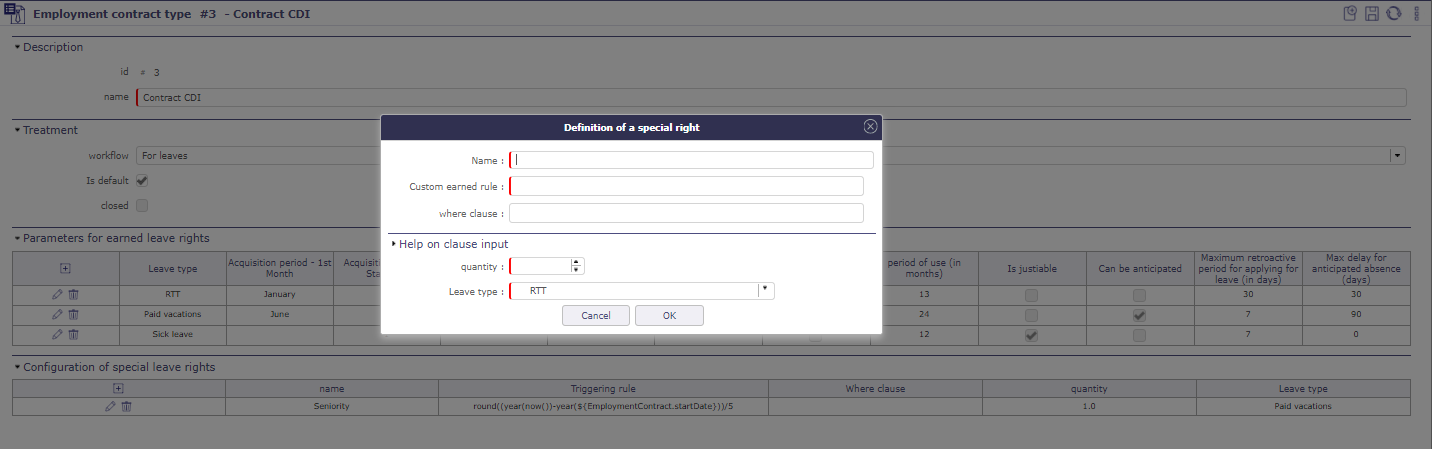 Employment contract type #3 - Contract CDI
Description
id # 3
name Contract CDI
Treatment
workflow For leaves
Is default
closed
Definition of a special right
Name :
Custom earned rule :
where clause :
Help on clause input
quantity :
Leave type : RTT
Cancel OK
Parameters for earned leave rights
Leave type
Acquisition period - 1st
Month
period of use (in
months)
Is justiable
Can be anticipated
Maximum retroactive
period for applying for
leave (in days)
Max delay for
anticipated absence
(days)
RTT January 13 30 30
Paid vacations June 24 7 90
Sick leave 12 7 0
Configuration of special leave rights
name Triggering rule Where clause quantity Leave type
Seniority round((year(now())-year(${EmploymentContract.startDate}))/5 1.0 Paid vacations